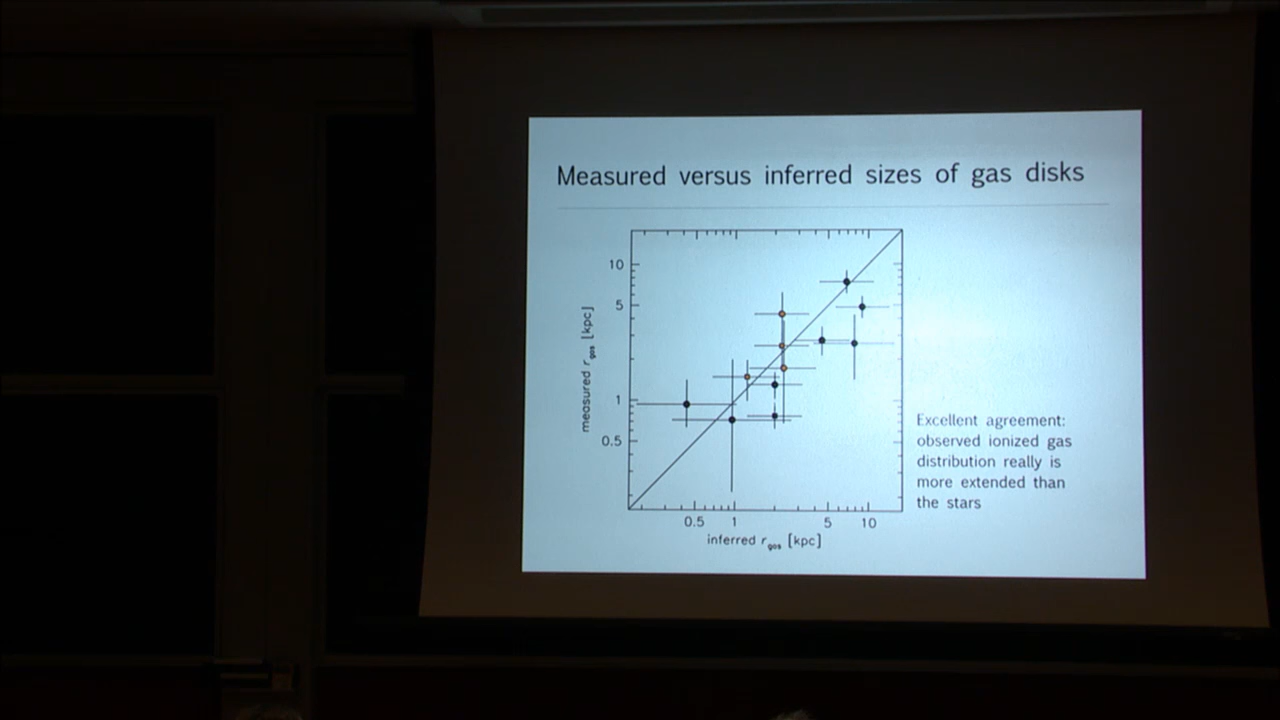 Measured versus inferred sizes of gas disks
10
5
1
0.5
measured r_gas [kpc]
0.5 1 5 10
inferred r_gas [kpc]
Excellent agreement:
observed ionized gas
distribution really is
more extended than
the stars